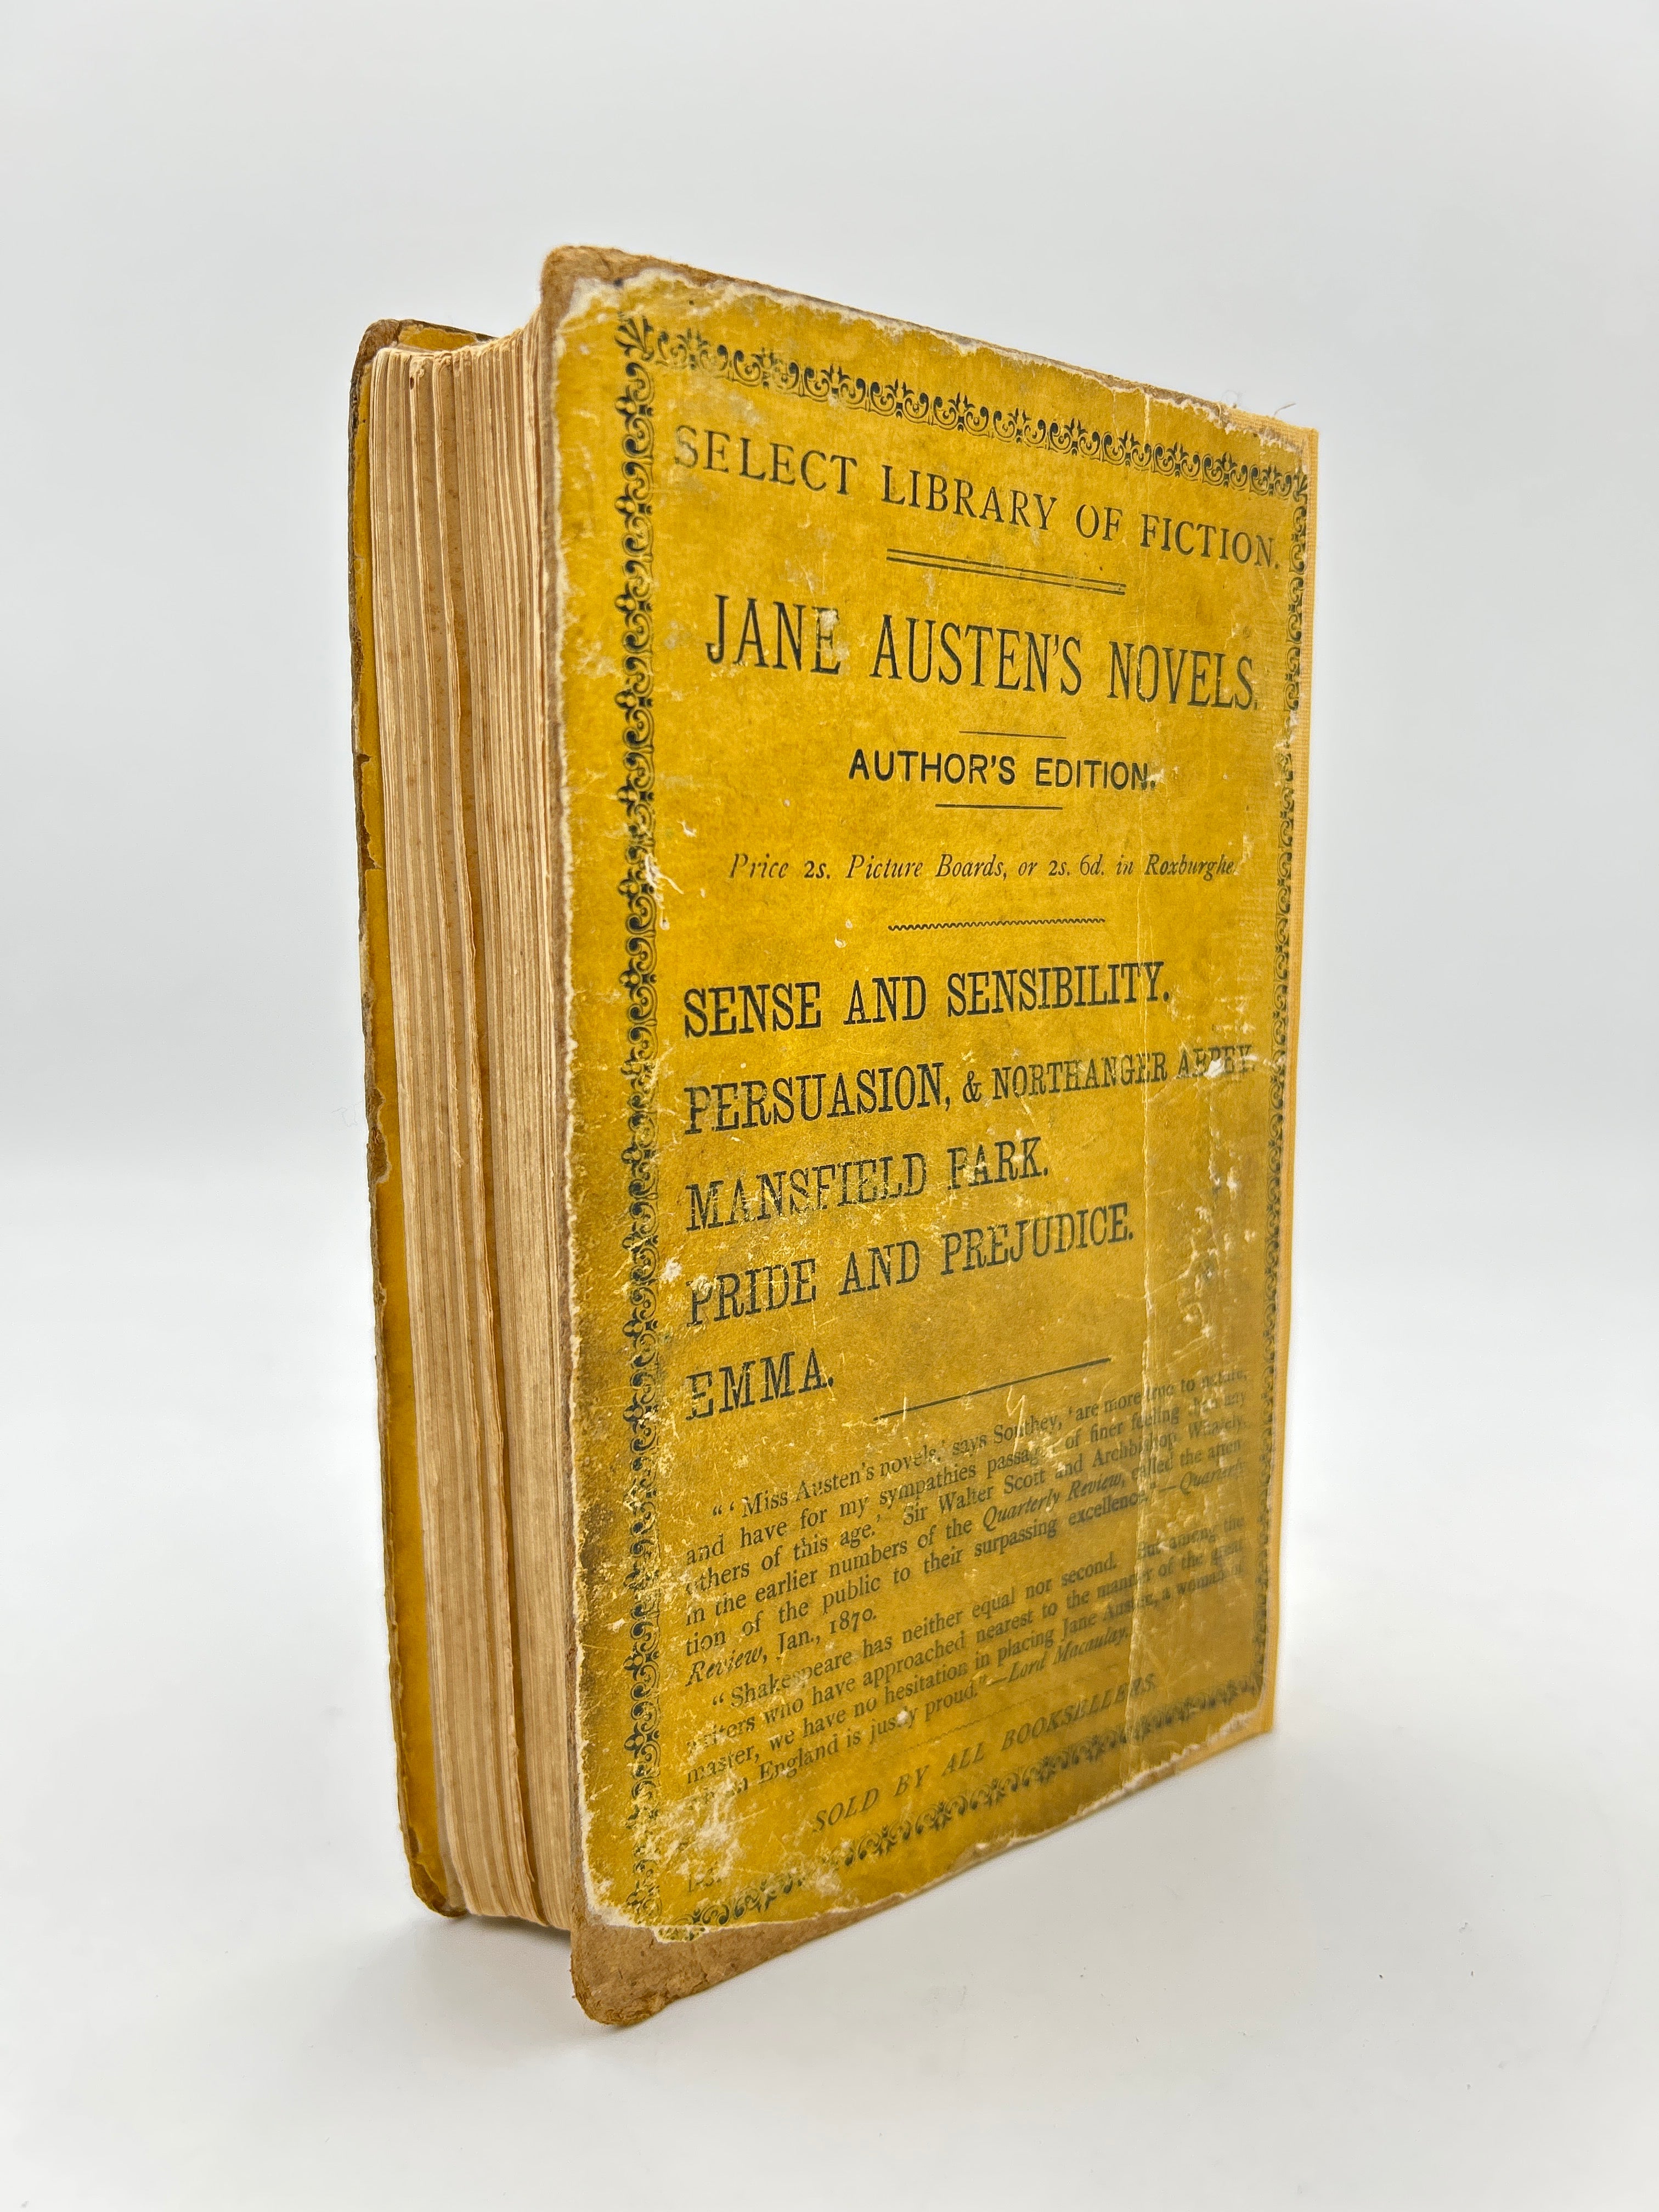 SELECT LIBRARY OF FICTION.
JANE AUSTEN'S NOVELS.
AUTHOR'S EDITION.
Price 2s. Picture Boards, or 2s. 6d. in Roxburghe.
SENSE AND SENSIBILITY.
PERSUASION, & NORTHANGER ABBEY.
MANSFIELD PARK.
PRIDE AND PREJUDICE.
EMMA.
“‘Miss Austen's novels,’ says Southey, ‘are more true to nature,
and have for my sympathies passages of finer feeling than any
others of this age.’ Sir Walter Scott and Archbishop Whately,
in the earlier numbers of the Quarterly Review, called the atten-
tion of the public to their surpassing excellence.”—Quarterly
Review, Jan., 1870.
“Shakespeare has neither equal nor second. But among the
writers who have approached nearest to the manner of the great
master, we have no hesitation in placing Jane Austen, a woman of
England is justly proud.”—Lord Macaulay.
SOLD BY ALL BOOKSELLERS.